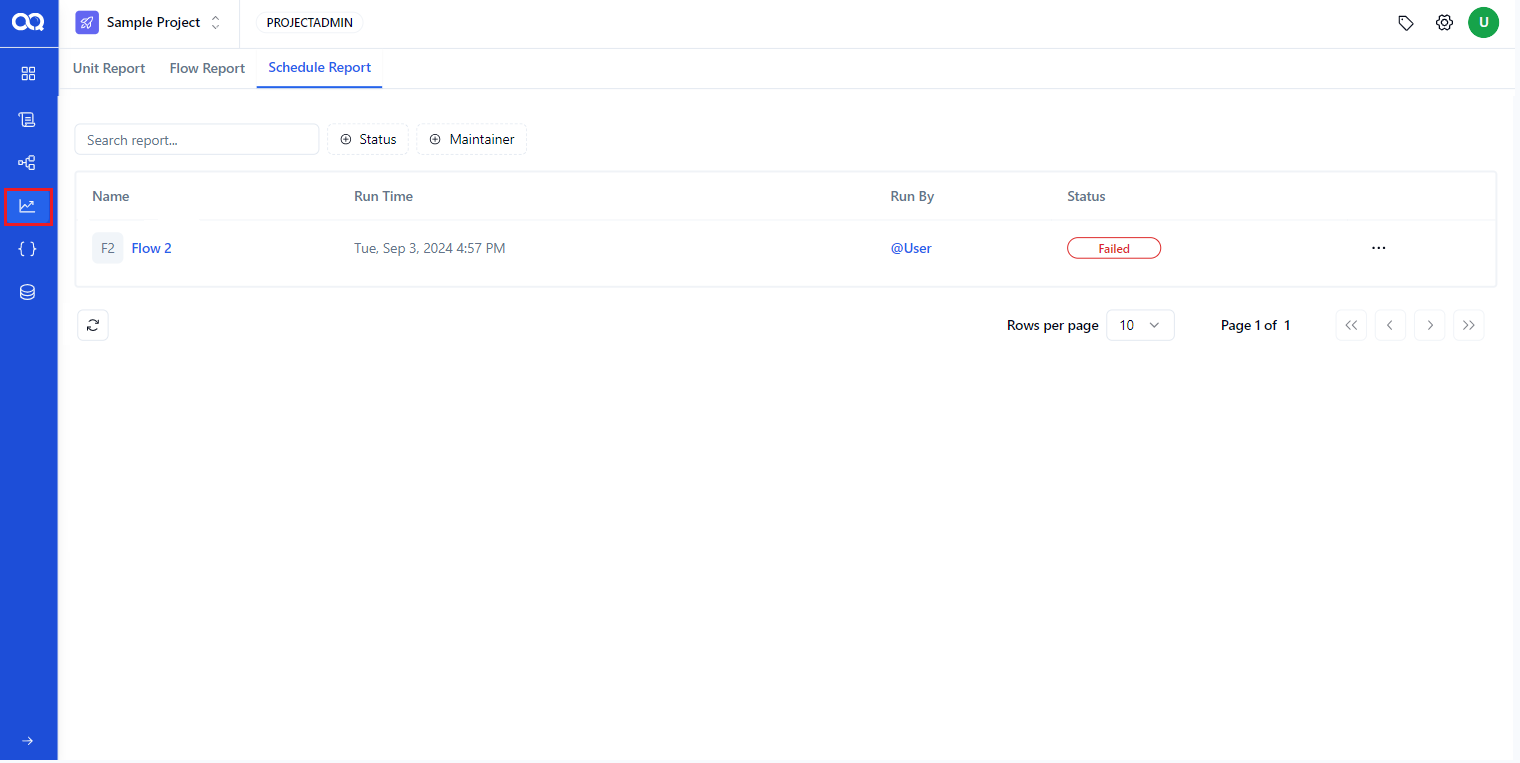 Sample Project
PROJECTADMIN
U
Unit Report
Flow Report
Schedule Report
Search report...
Status
Maintainer
Name Run Time Run By Status
F2 Flow 2 Tue, Sep 3, 2024 4:57 PM @User Failed
Rows per page 10 Page 1 of 1